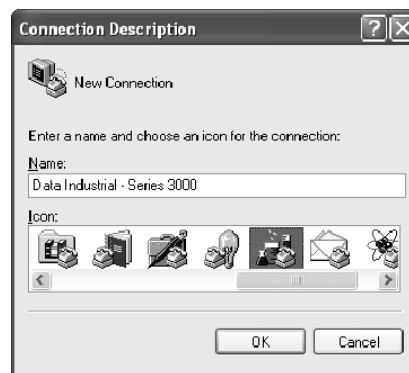 Connection Description
New Connection
Enter a name and choose an icon for the connection:
Name:
Data Industrial - Series 3000
Icon:
OK Cancel